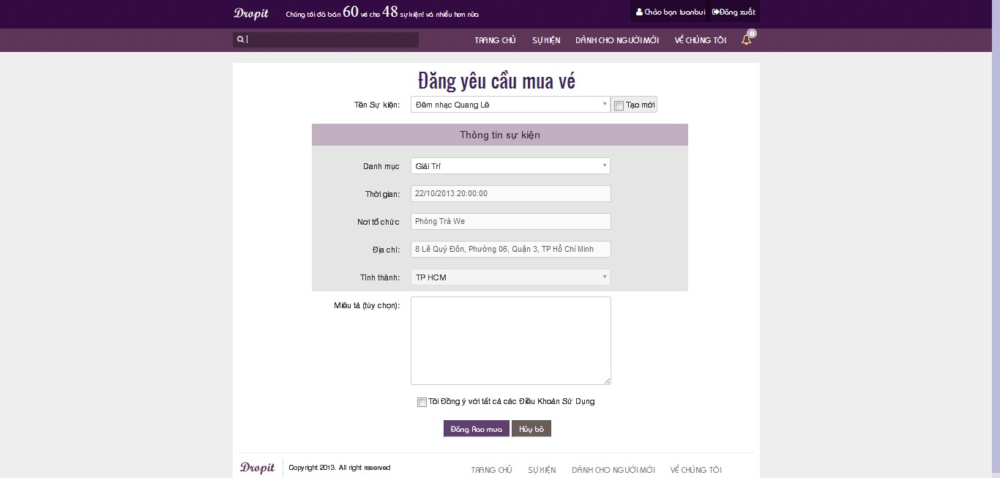 Dropit Chúng tôi đã bán 60 vé cho 48 sự kiện! và nhiều hơn nữa Chào bạn tuanbui Đăng xuất
TRANG CHỦ SỰ KIỆN DÀNH CHO NGƯỜI MỚI VỀ CHÚNG TÔI 0
Đăng yêu cầu mua vé
Tên Sự kiện: Đêm nhạc Quang Lê Tạo mới
Thông tin sự kiện
Danh mục Giải Trí
Thời gian: 22/10/2013 20:00:00
Nơi tổ chức Phòng Trà We
Địa chỉ: 8 Lê Quý Đôn, Phường 06, Quận 3, TP Hồ Chí Minh
Tỉnh thành: TP HCM
Miêu tả (tùy chọn):
Tôi Đồng ý với tất cả các Điều Khoản Sử Dụng
Đăng Rao mua Hủy bỏ
Dropit Copyright 2013. All right reserved TRANG CHỦ SỰ KIỆN DÀNH CHO NGƯỜI MỚI VỀ CHÚNG TÔI